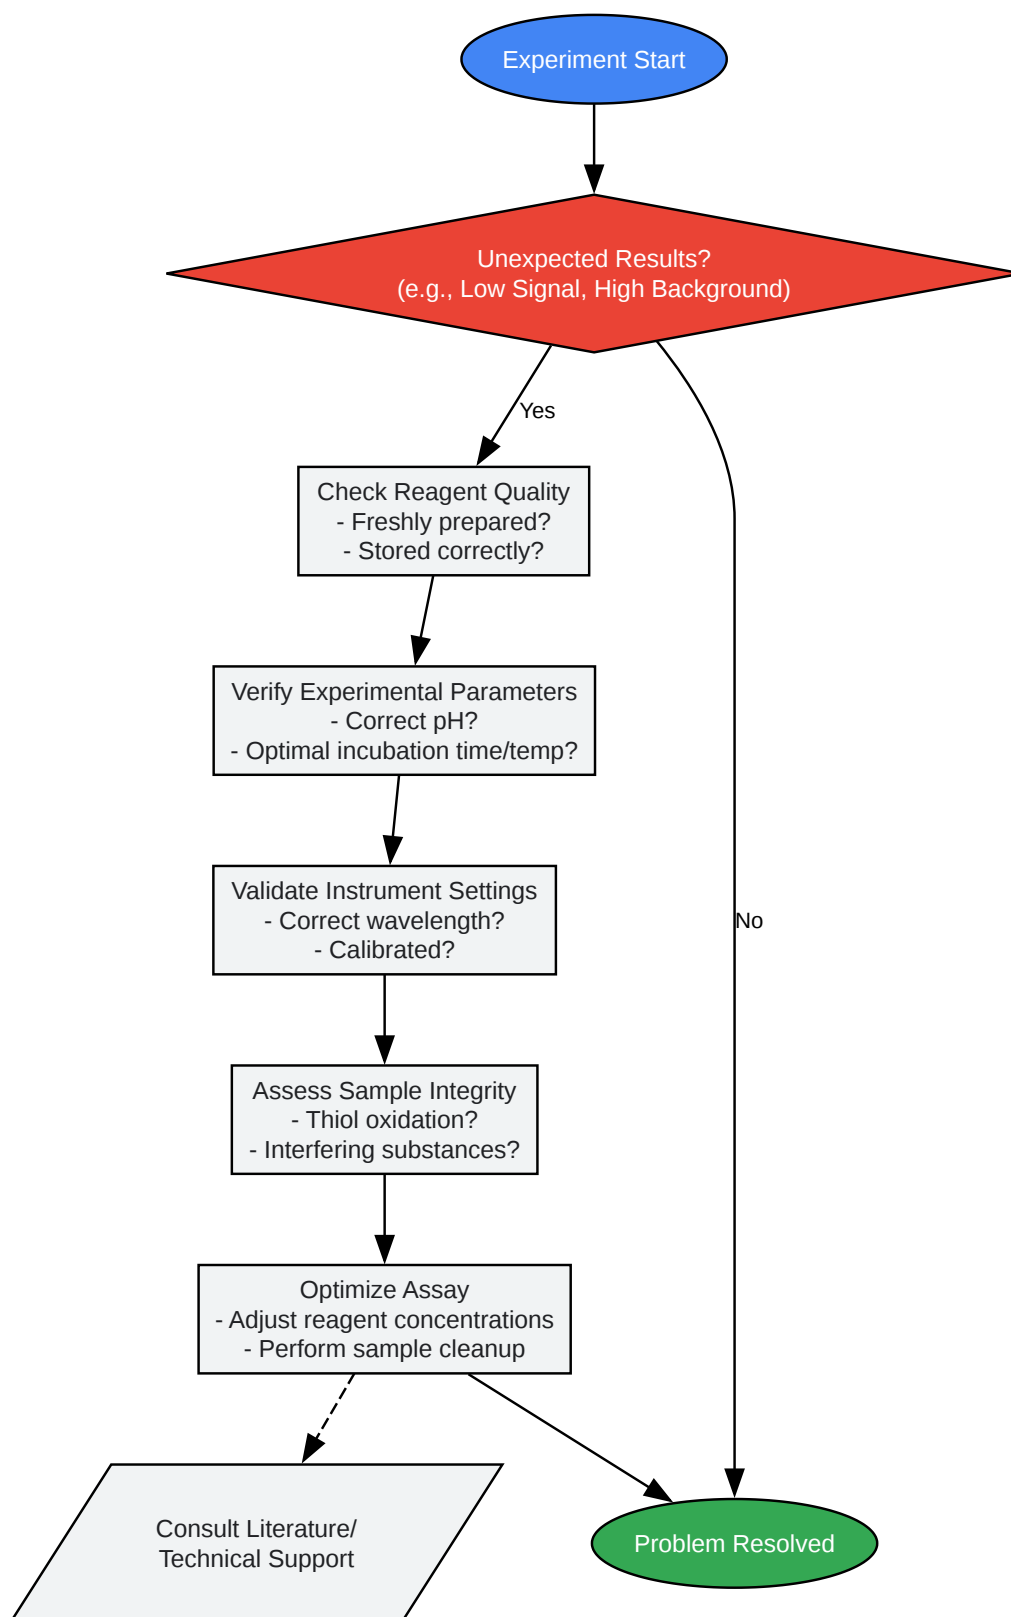 Experiment Start
Unexpected Results?
(e.g., Low Signal, High Background)
Yes
Check Reagent Quality
- Freshly prepared?
- Stored correctly?
Verify Experimental Parameters
- Correct pH?
- Optimal incubation time/temp?
Validate Instrument Settings
- Correct wavelength?
- Calibrated?
No
Assess Sample Integrity
- Thiol oxidation?
- Interfering substances?
Optimize Assay
- Adjust reagent concentrations
- Perform sample cleanup
Consult Literature/
Technical Support
Problem Resolved